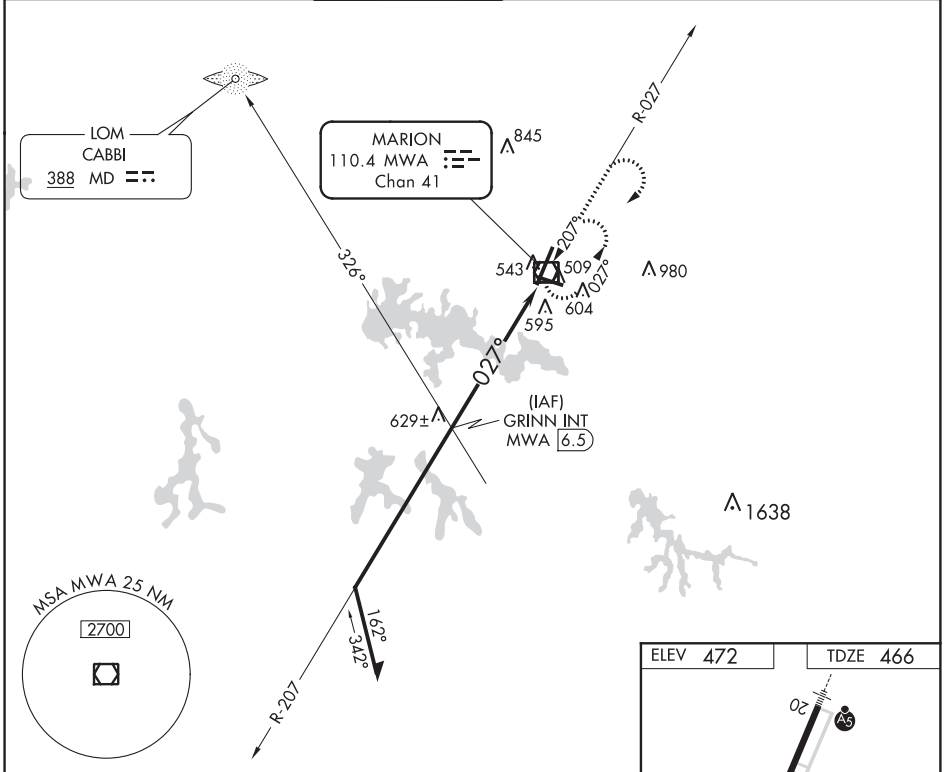 LOM
CABBI
388 MD
MARION
110.4 MWA
Chan 41
845
R-027
207°
543
509
027°
980
604
595
326°
027°
629±
(IAF)
GRINN INT
MWA 6.5
1638
162°
342°
R-207
MSA MWA 25 NM
2700
ELEV 472
TDZE 466
20
A5